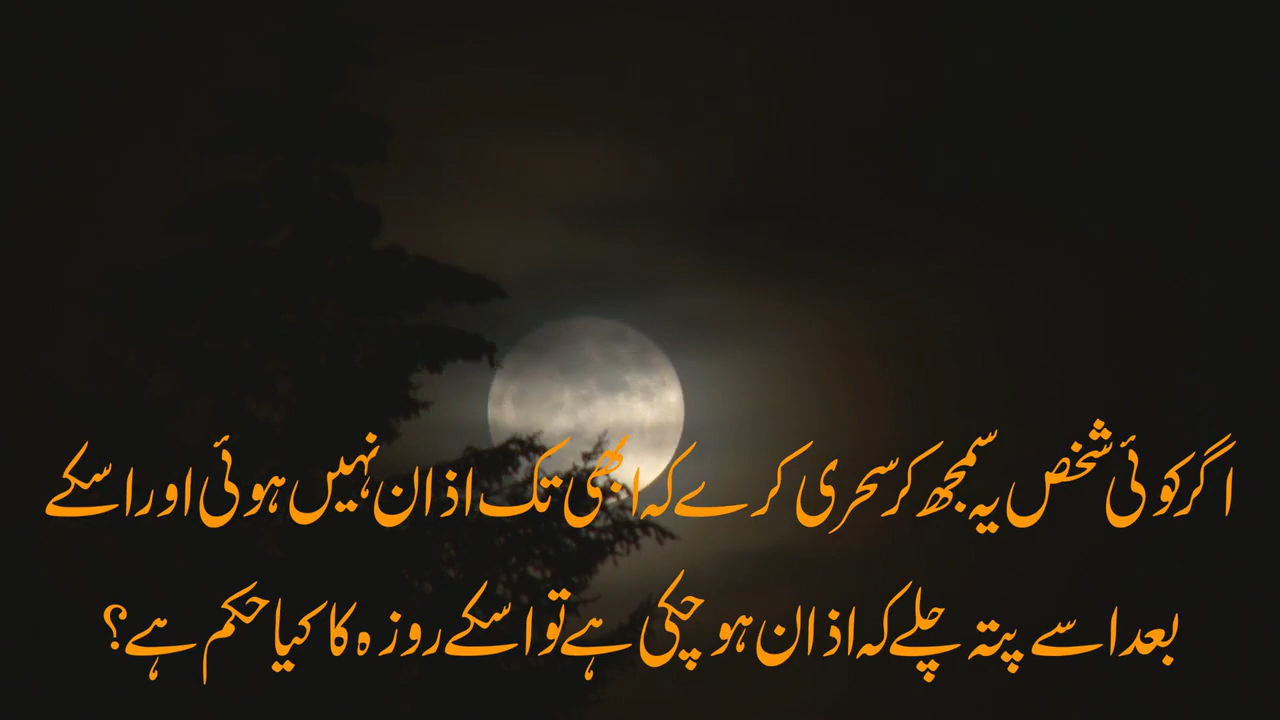 اگر کوئی شخص یہ سمجھ کر سحری کرے کہ ابھی تک اذان نہیں ہوئی اور اسکے
بعد اسے پتہ چلے کہ اذان ہو چکی ہے تو اسکے روزہ کا کیا حکم ہے؟